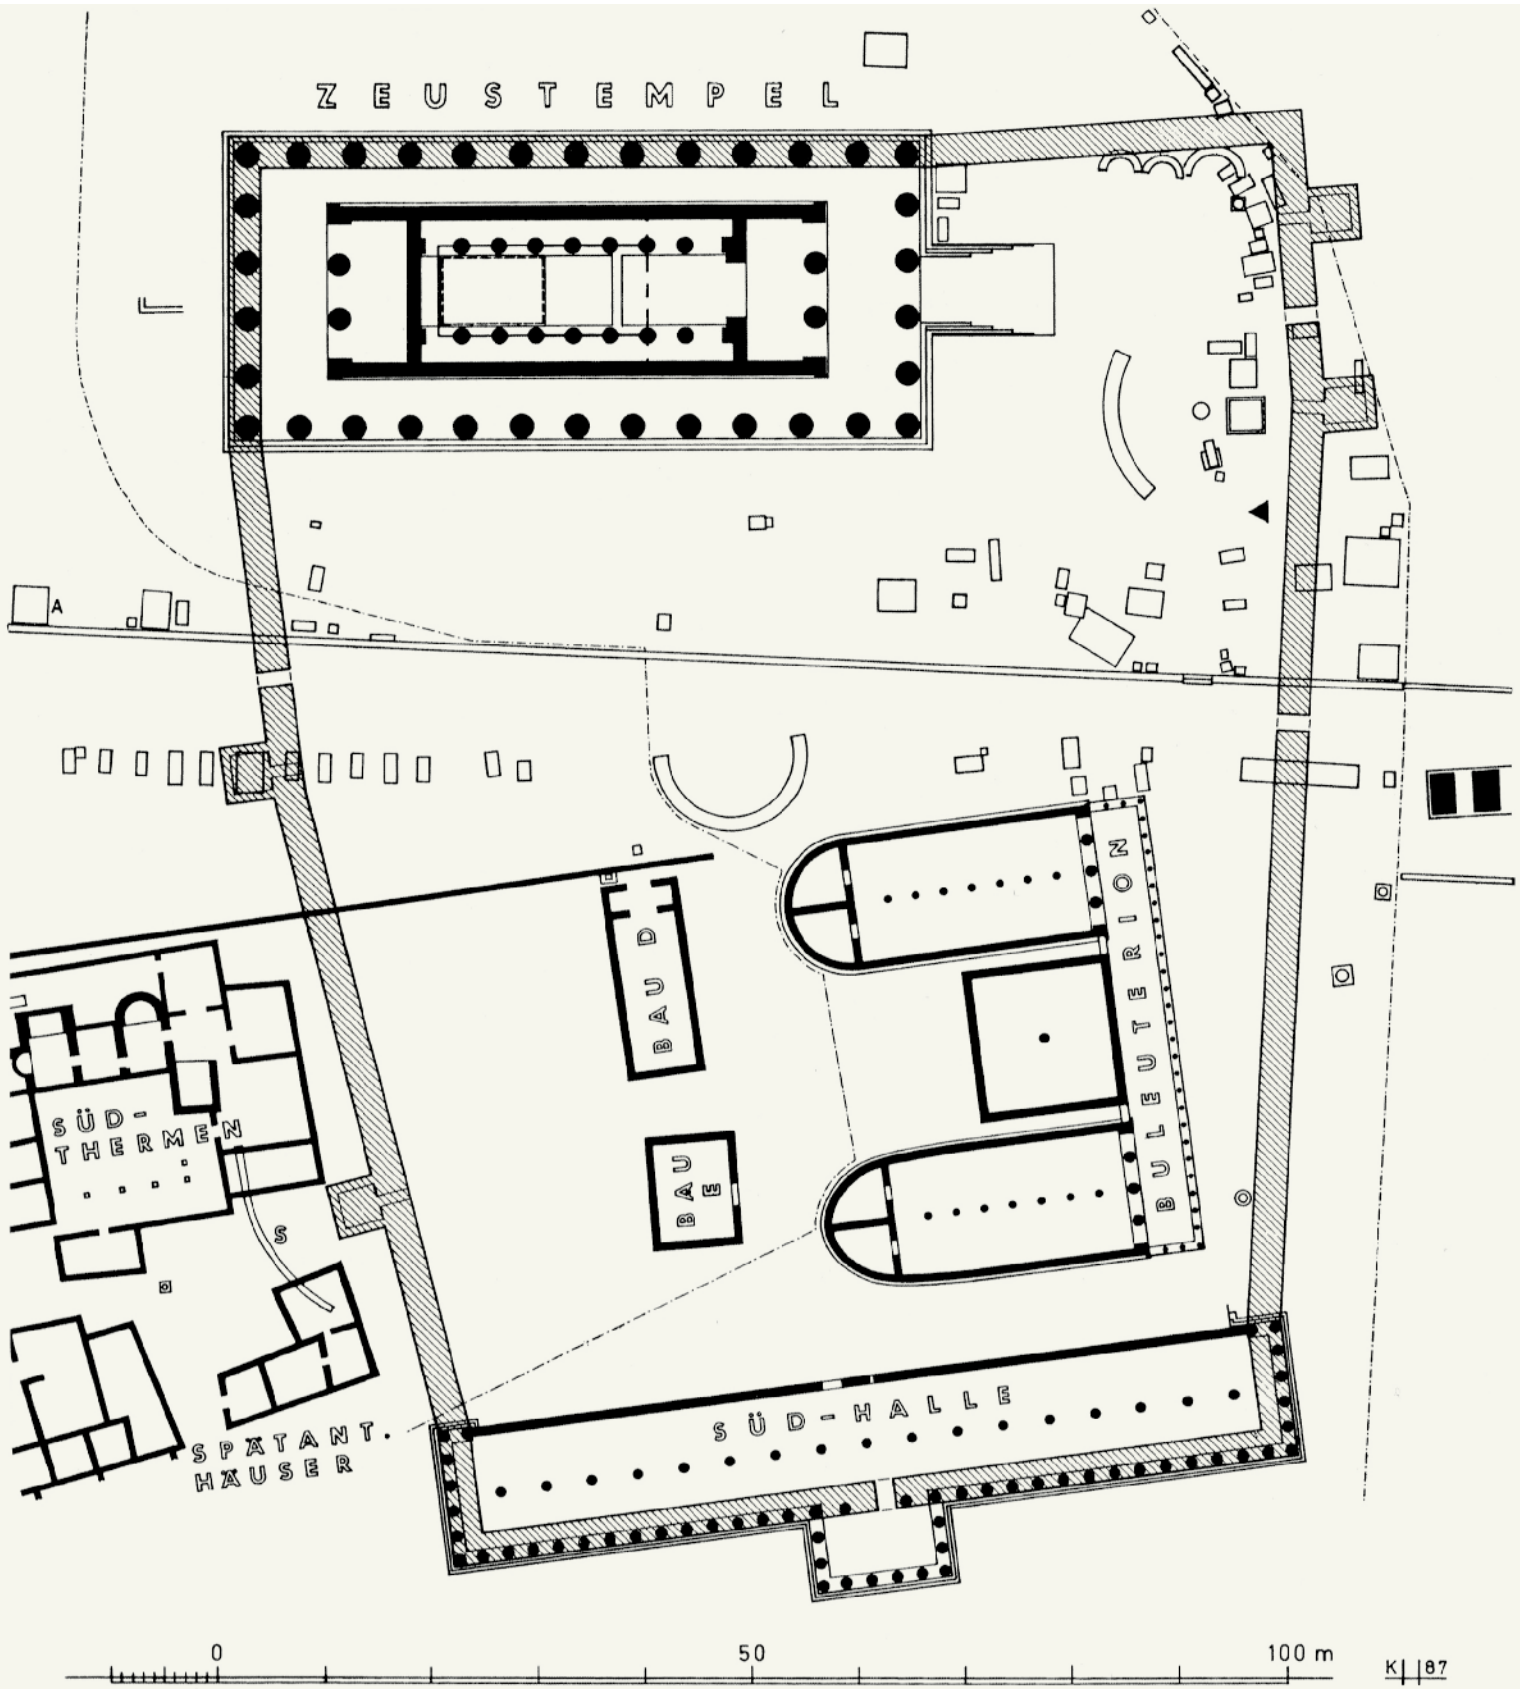 ZEUSTEMPEL
A
BAU D
BULEUTERION
SÜD-
THERMEN
BAU
E
S
SÜD-HALLE
SPÄTANT.
HÄUSER
0 50 100 m
K 87